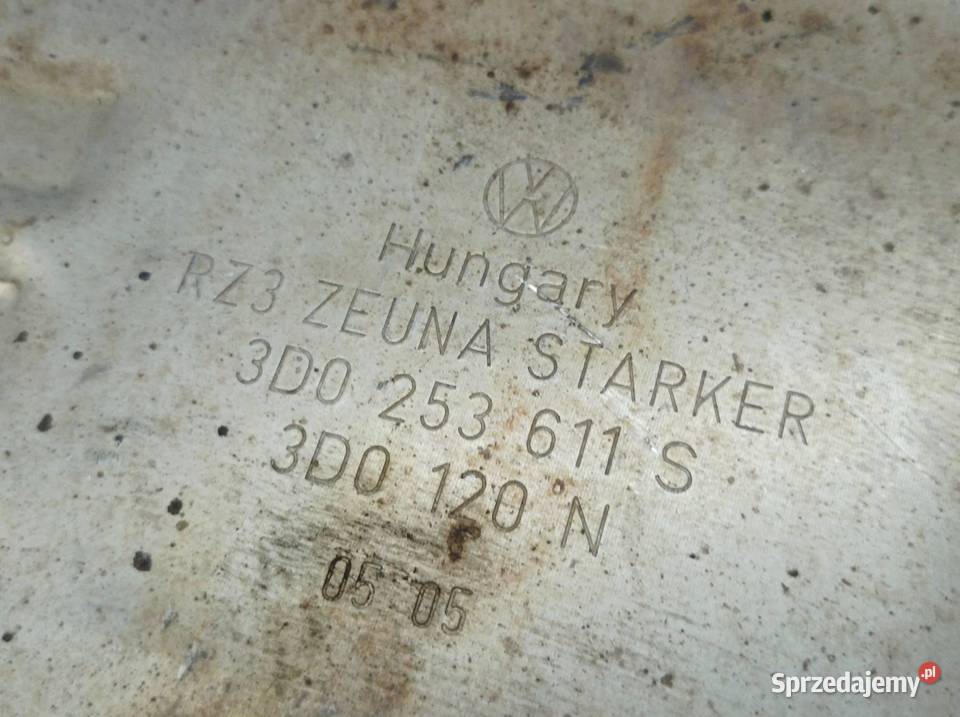 Hungary
RZ3 ZEUNA STARKER
3D0 253 611 S
3D0 120 N
05 05
Sprzedajemy.pl